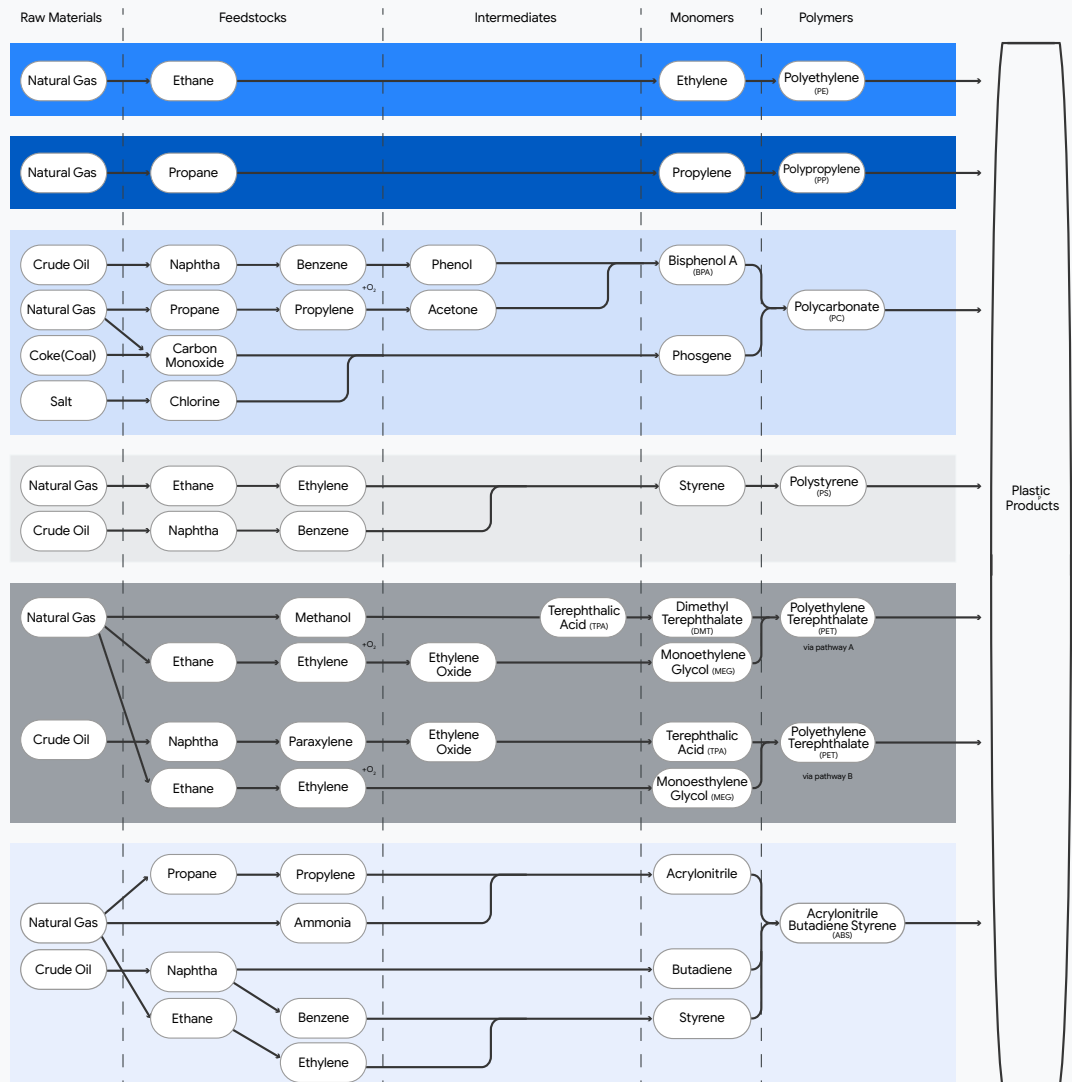 Raw Materials
Feedstocks
Intermediates
Monomers
Polymers
Natural Gas
Ethane
Ethylene
Polyethylene
(PE)
Natural Gas
Propane
Propylene
Polypropylene
(PP)
Crude Oil
Naphtha
Benzene
Phenol
Bisphenol A
(BPA)
+O₂
Natural Gas
Propane
Propylene
Acetone
Polycarbonate
(PC)
Coke(Coal)
Carbon
Monoxide
Phosgene
Salt
Chlorine
Natural Gas
Ethane
Ethylene
Styrene
Polystyrene
(PS)
Crude Oil
Naphtha
Benzene
Plastic
p
Products
Natural Gas
Methanol
Terephthalic
Acid (TPA)
Dimethyl
Terephthalate
(DMT)
Polyethylene
Terephthalate
(PET)
via pathway A
+O₂
Ethane
Ethylene
Ethylene
Oxide
Monoethylene
Glycol (MEG)
Crude Oil
Naphtha
Paraxylene
Ethylene
Oxide
Terephthalic
Acid (TPA)
Polyethylene
Terephthalate
(PET)
via pathway B
+O₂
Ethane
Ethylene
Monoesthylene
Glycol (MEG)
Propane
Propylene
Acrylonitrile
Natural Gas
Ammonia
Acrylonitrile
Butadiene Styrene
(ABS)
Crude Oil
Naphtha
Butadiene
Ethane
Benzene
Styrene
Ethylene